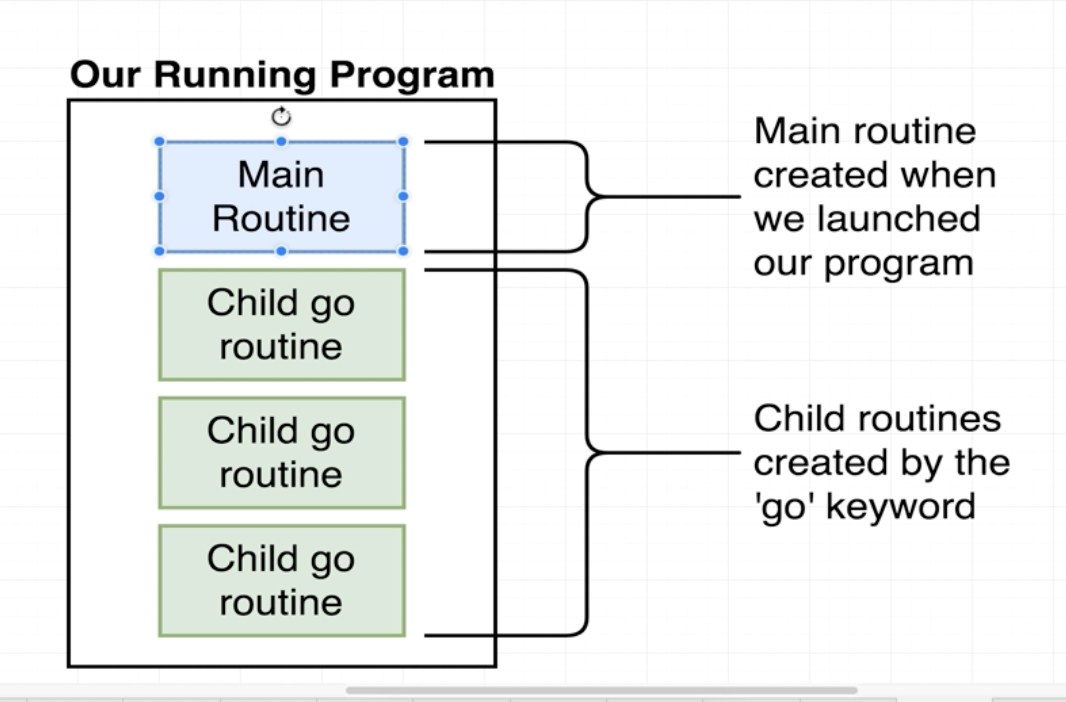 Our Running Program
Main
Routine
Child go
routine
Child go
routine
Child go
routine
Main routine
created when
we launched
our program
Child routines
created by the
'go' keyword